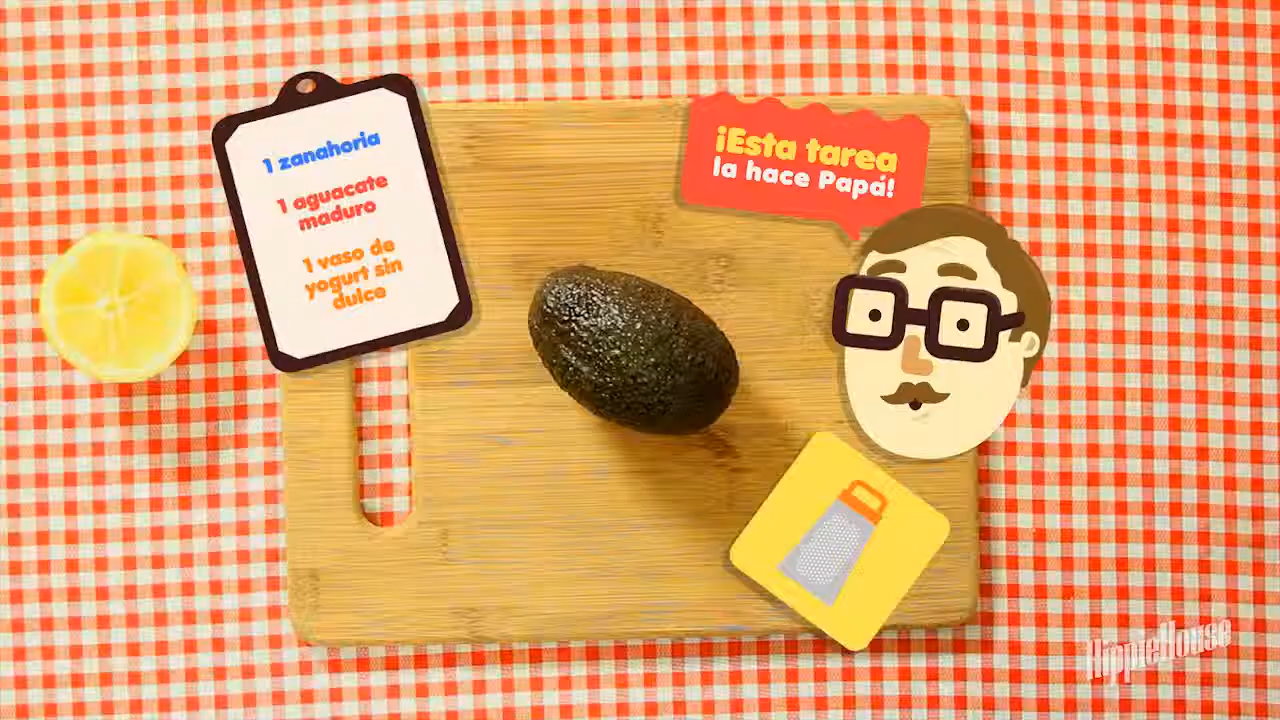 1 zanahoria
1 aguacate
maduro
1 vaso de
yogurt sin
dulce
¡Esta tarea
la hace Papá!
HippieHouse